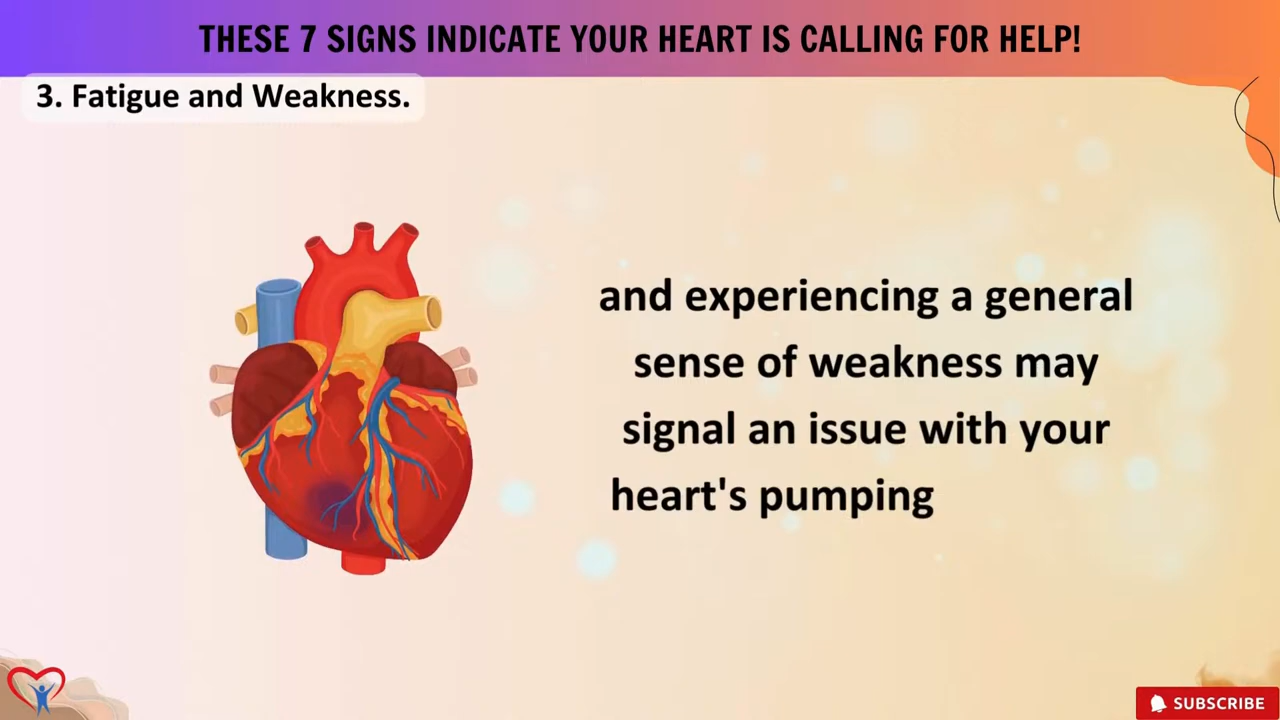 THESE 7 SIGNS INDICATE YOUR HEART IS CALLING FOR HELP!
3. Fatigue and Weakness.
and experiencing a general
sense of weakness may
signal an issue with your
heart's pumping
SUBSCRIBE